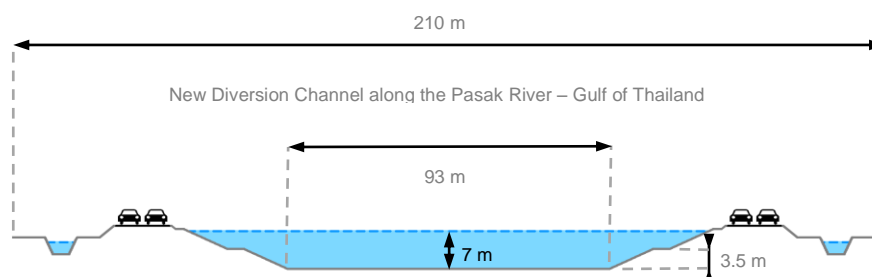 210 m
New Diversion Channel along the Pasak River – Gulf of Thailand
93 m
7 m
3.5 m